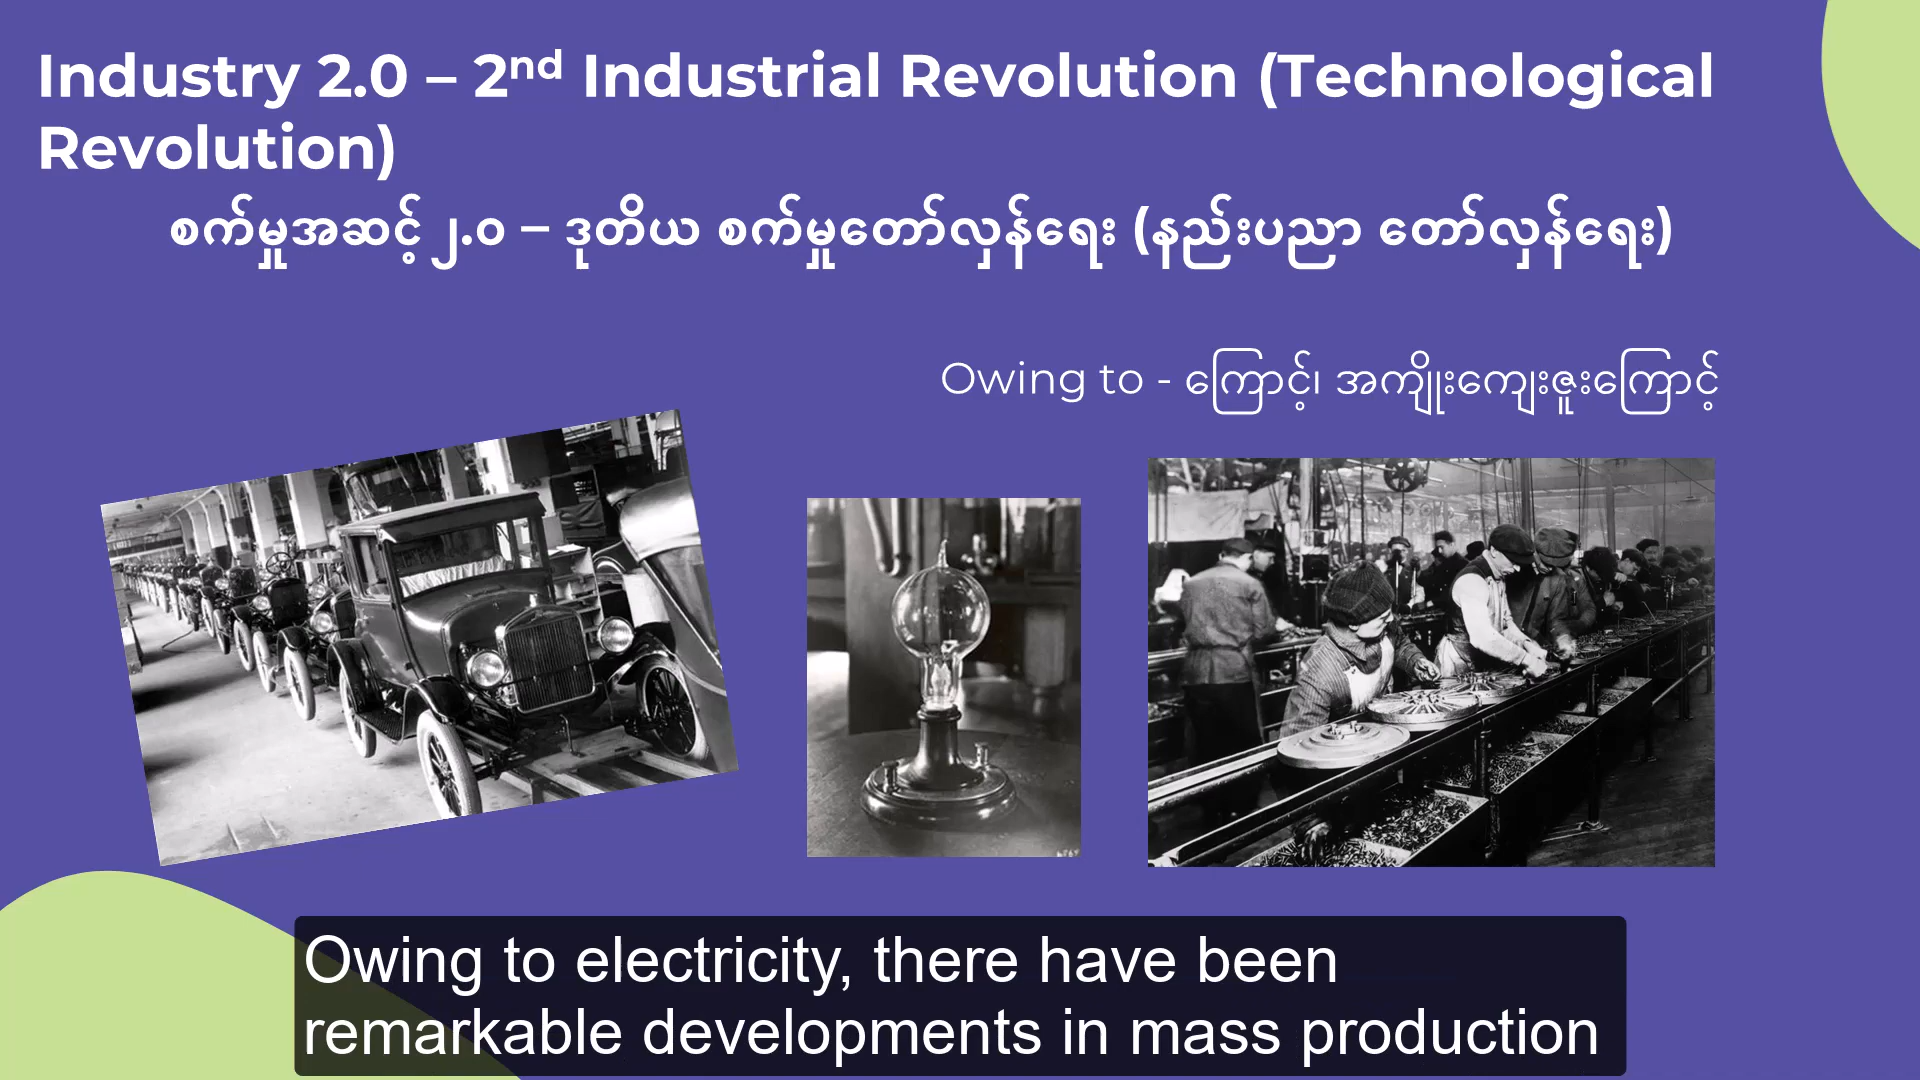 Industry 2.0 – 2nd Industrial Revolution (Technological
Revolution)
စက်မှုအဆင့် ၂.၀ – ဒုတိယ စက်မှုတော်လှန်ရေး (နည်းပညာ တော်လှန်ရေး)
Owing to - ကြောင့်၊ အကျိုးကျေးဇူးကြောင့်
Owing to electricity, there have been
remarkable developments in mass production